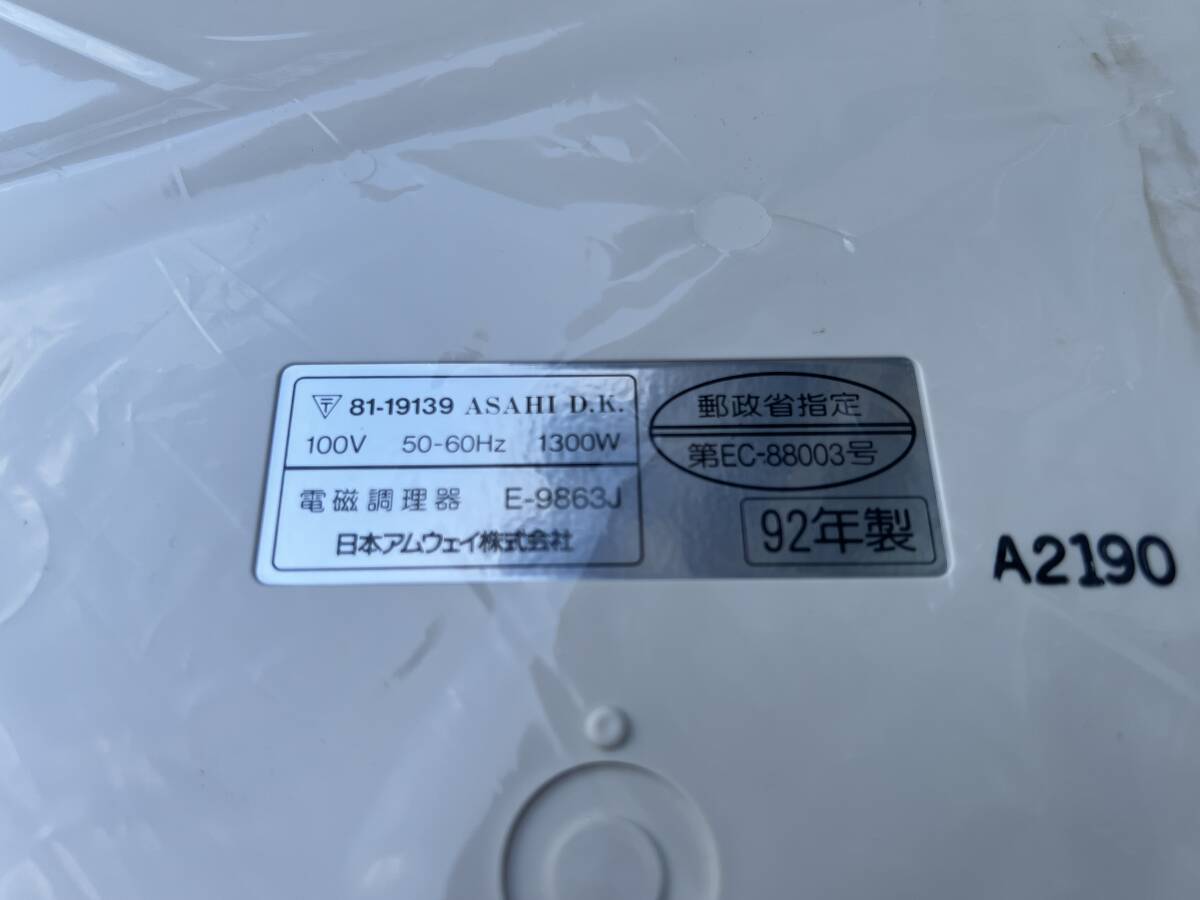 〒 81-19139 ASAHI D.K.
100V 50-60Hz 1300W
電磁調理器 E-9863J
日本アムウェイ株式会社
郵政省指定
第EC-88003号
92年製
A2190